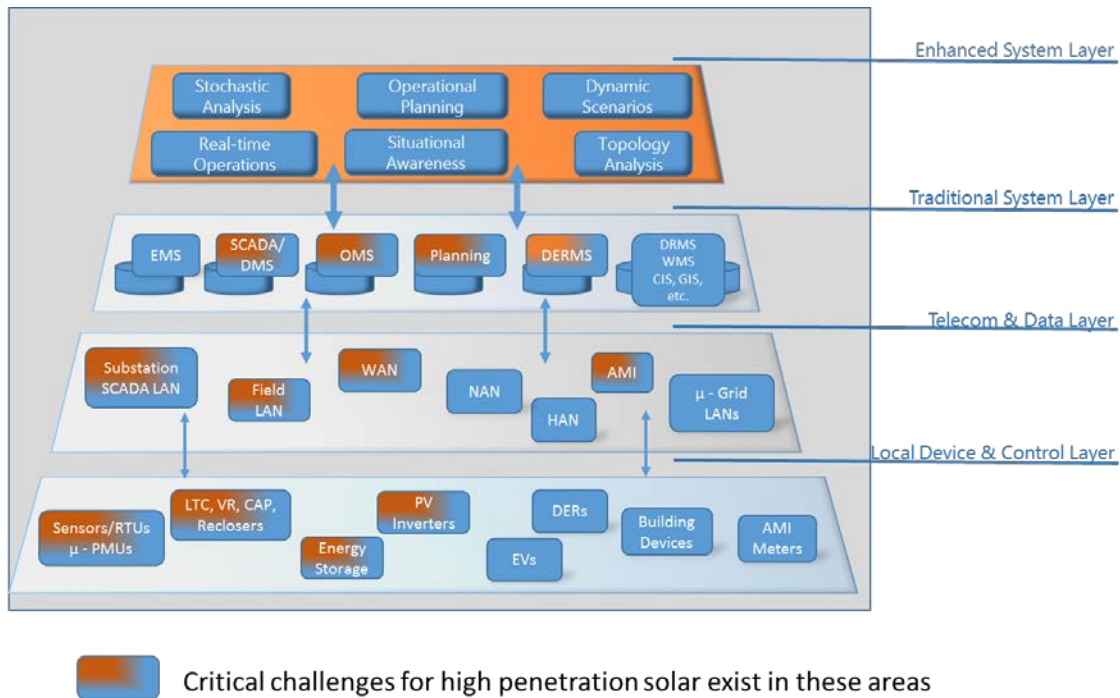 Enhanced System Layer
Stochastic
Analysis
Operational
Planning
Dynamic
Scenarios
Real-time
Operations
Situational
Awareness
Topology
Analysis
Traditional System Layer
EMS
SCADA/
DMS
OMS
Planning
DERMS
DRMS
WMS
CIS, GIS,
etc.
Telecom & Data Layer
Substation
SCADA LAN
Field
LAN
WAN
NAN
HAN
AMI
μ - Grid
LANs
Local Device & Control Layer
Sensors/RTUs
μ - PMUs
LTC, VR, CAP,
Reclosers
Energy
Storage
PV
Inverters
EVs
DERs
Building
Devices
AMI
Meters
Critical challenges for high penetration solar exist in these areas